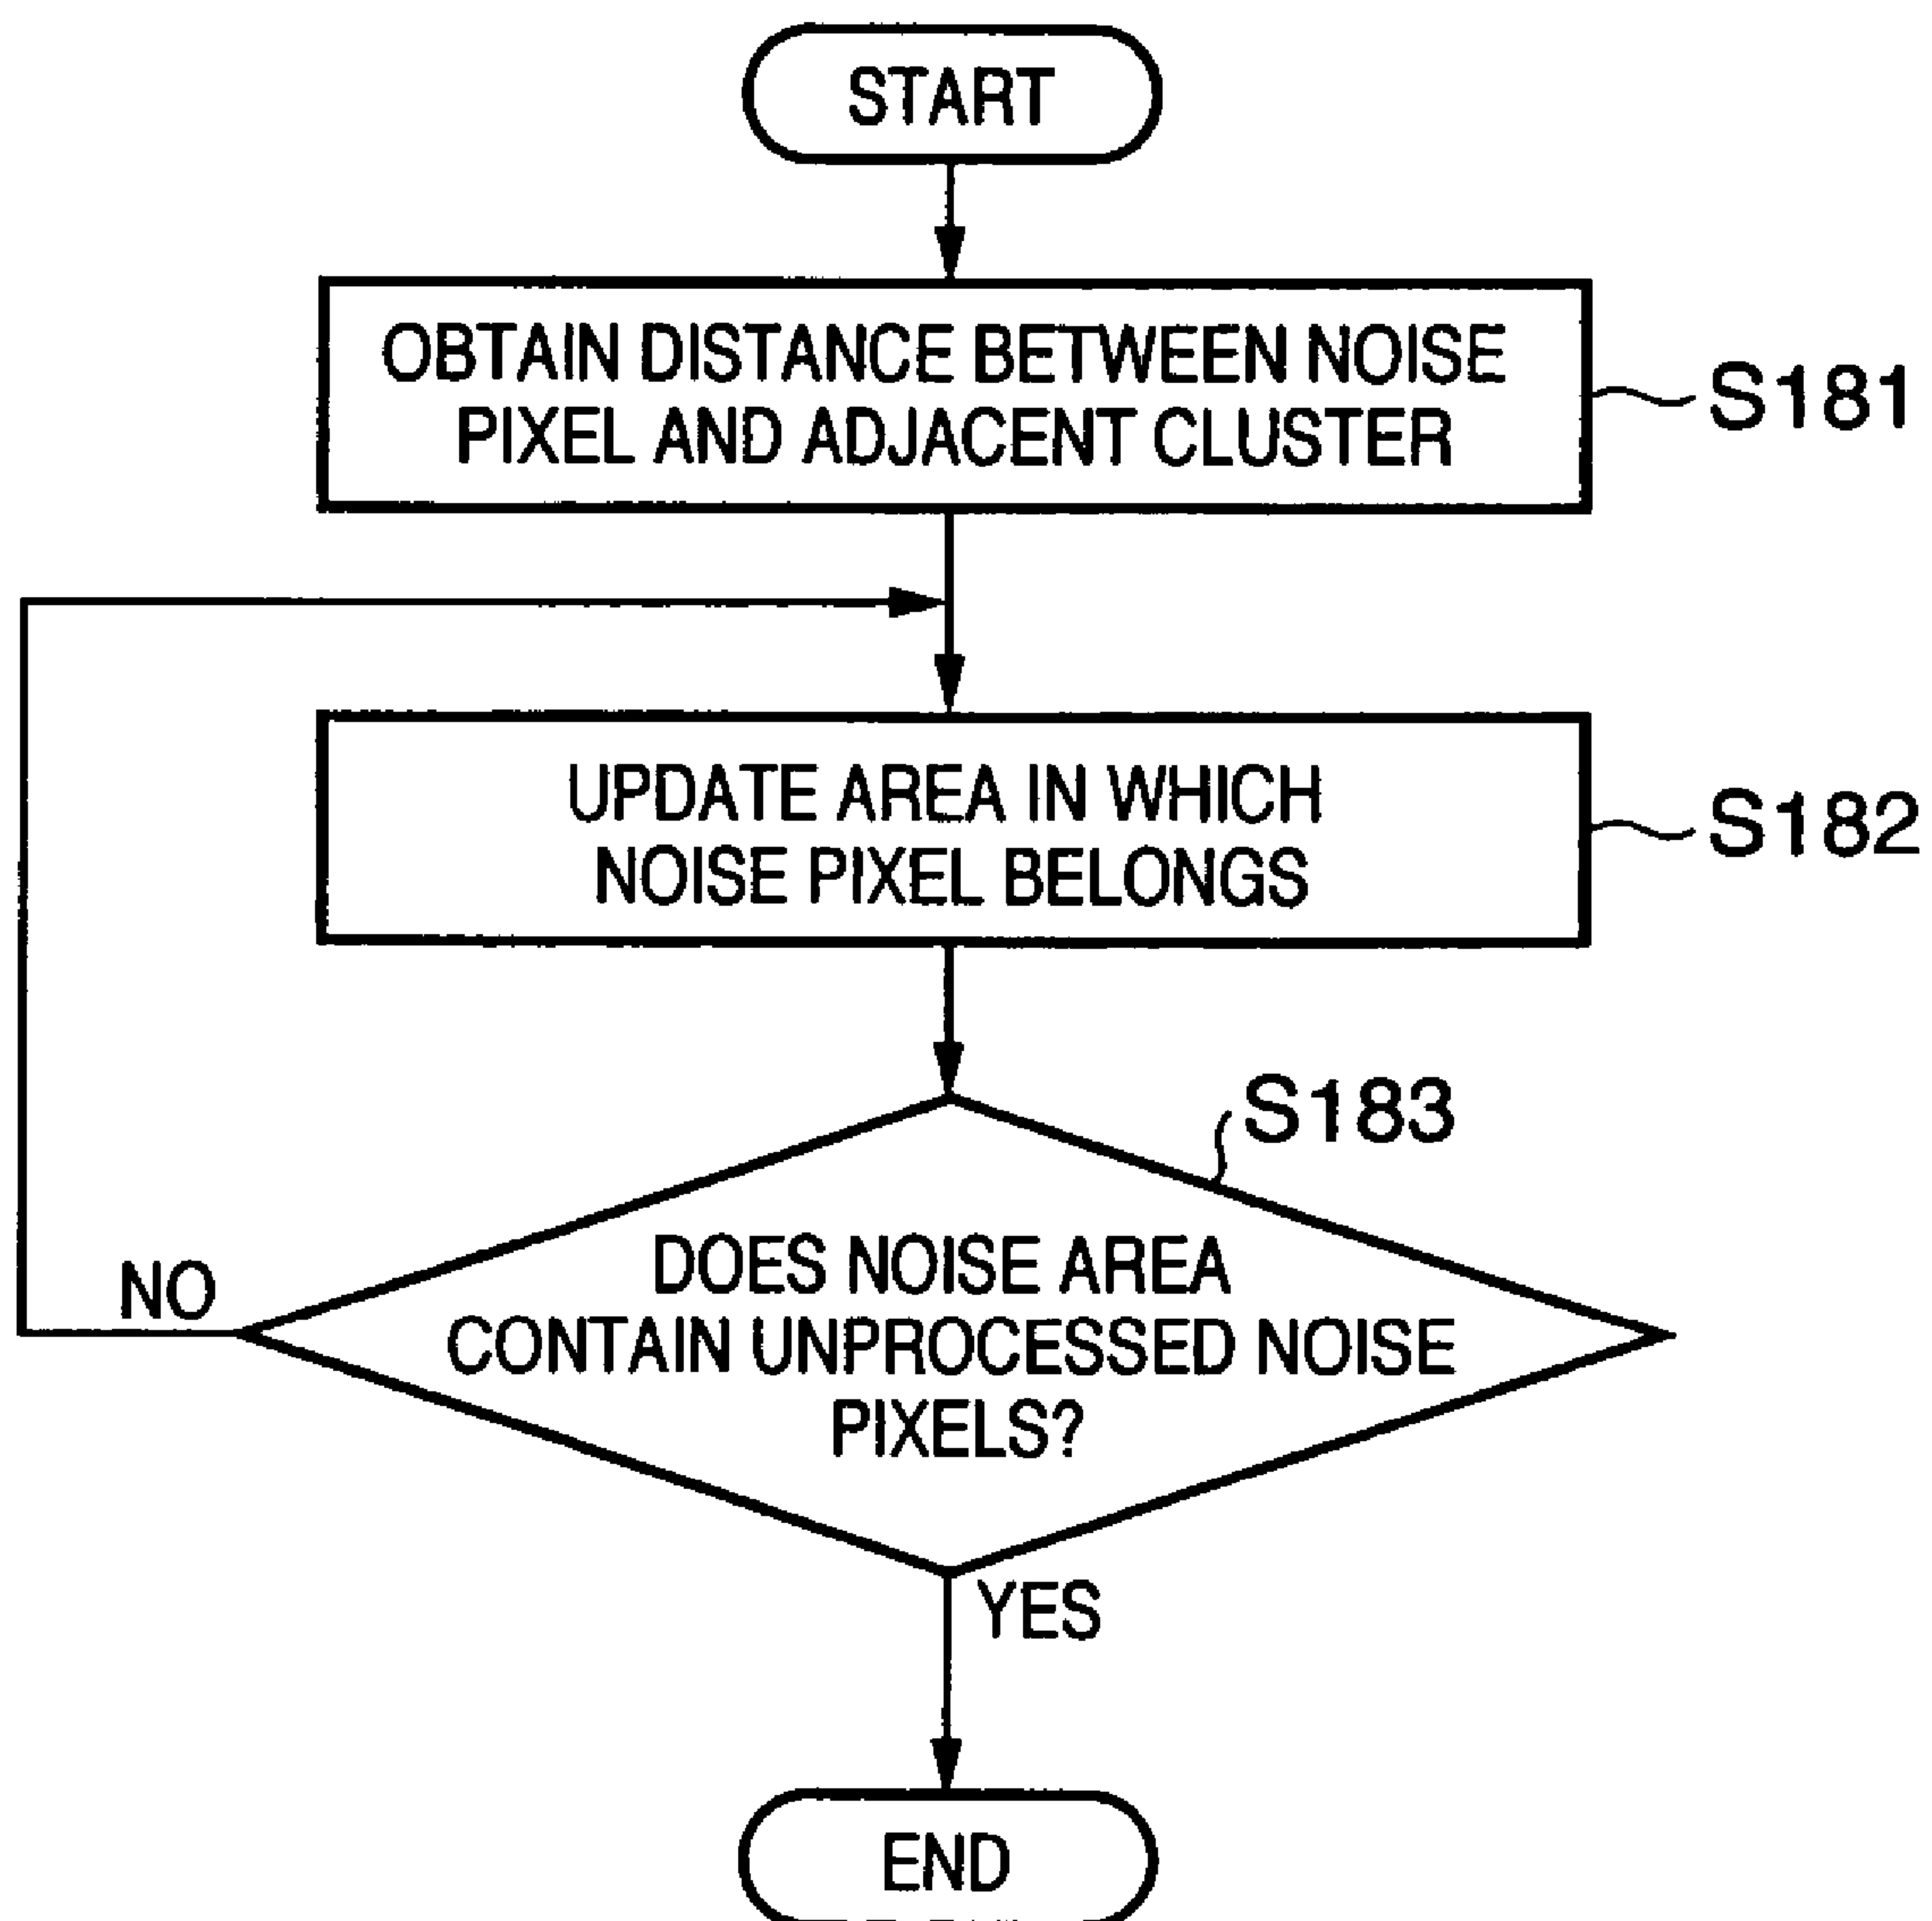 START
OBTAIN DISTANCE BETWEEN NOISE
PIXEL AND ADJACENT CLUSTER
S181
UPDATE AREA IN WHICH
NOISE PIXEL BELONGS
S182
S183
DOES NOISE AREA
CONTAIN UNPROCESSED NOISE
PIXELS?
NO
YES
END